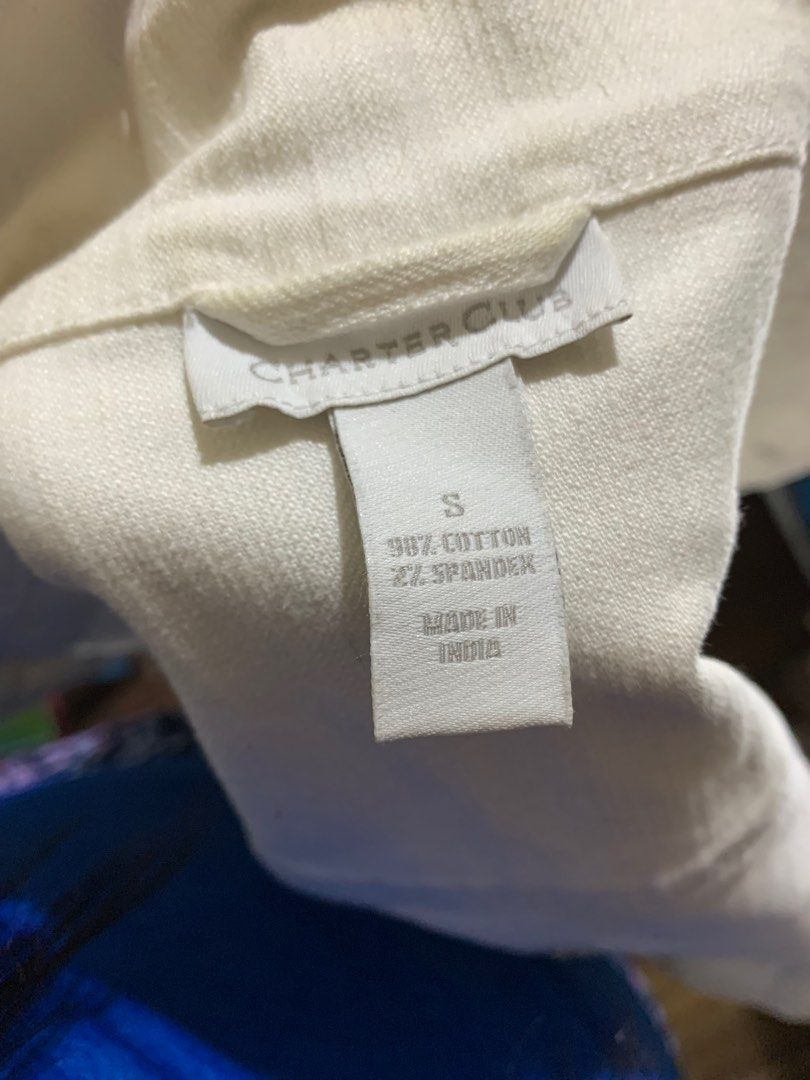 CHARTER CLUB
S
98% COTTON
2% SPANDEX
MADE IN
INDIA